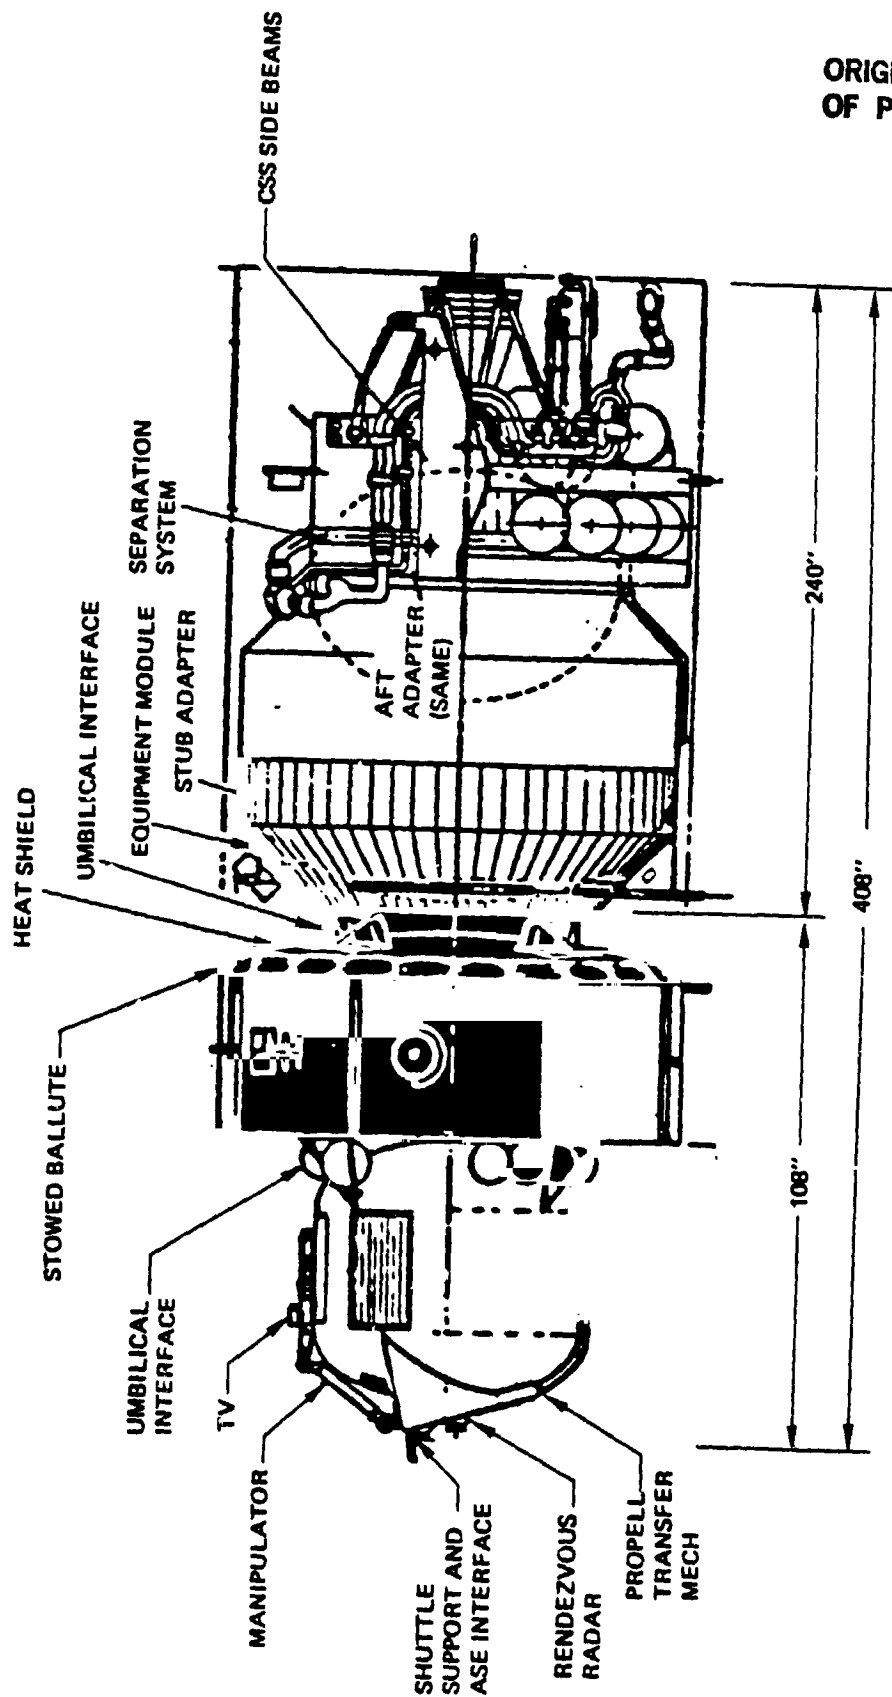 ORIGI
OF P
CSS SIDE BEAMS
SEPARATION
SYSTEM
UMBILICAL INTERFACE
EQUIPMENT MODULE
STUB ADAPTER
HEAT SHIELD
AFT
ADAPTER
(SAME)
STOWED BALLUTE
UMBILICAL
INTERFACE
TV
MANIPULATOR
SHUTTLE
SUPPORT AND
ASE INTERFACE
RENDEZVOUS
RADAR
PROPELL
TRANSFER
MECH
240"
108"
408"